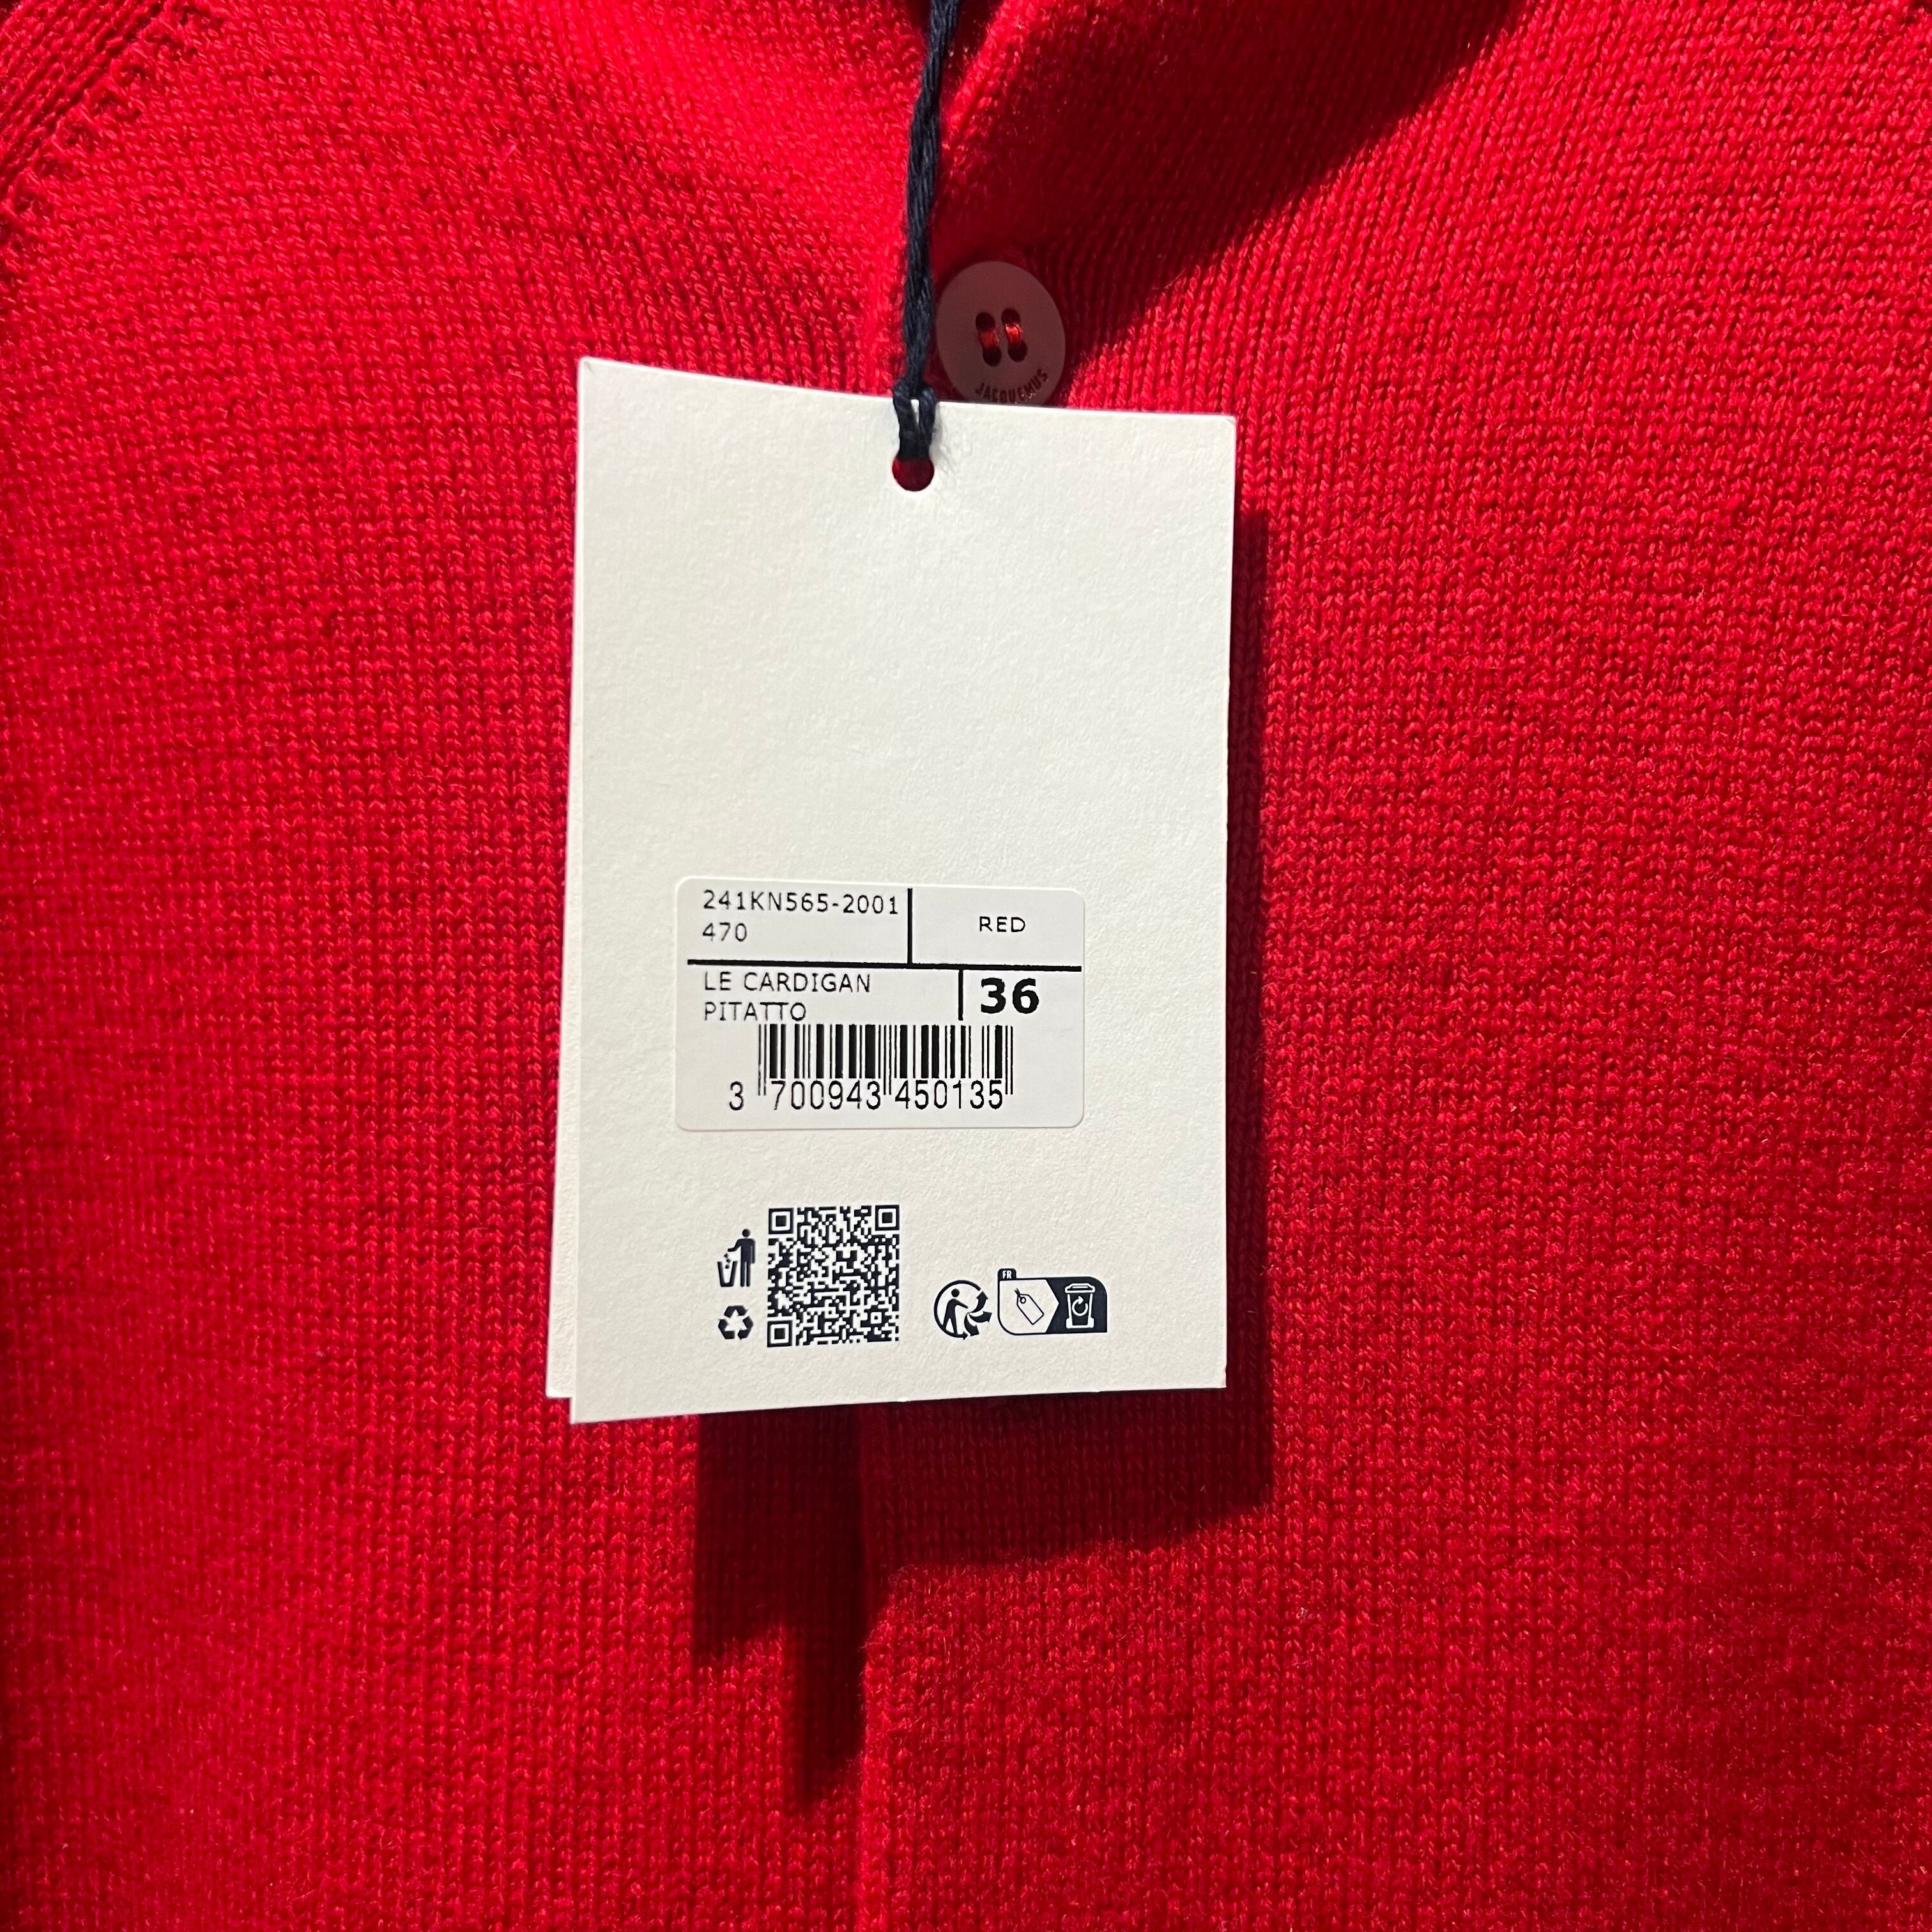 JACQUEMUS
241KN565-2001
470
RED
LE CARDIGAN
PITATTO
36
3 700943 450135
FR